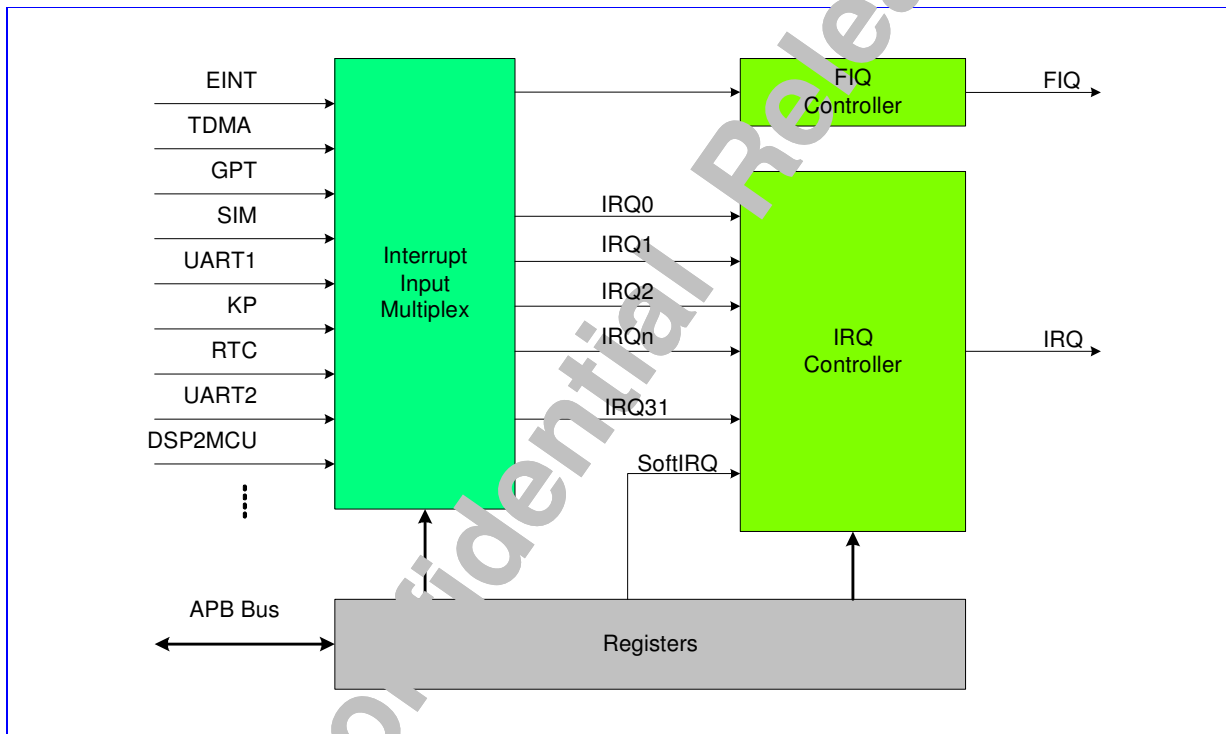 EINT
TDMA
GPT
SIM
UART1
KP
RTC
UART2
DSP2MCU
Interrupt
Input
Multiplex
IRQ0
IRQ1
IRQ2
IRQn
IRQ31
SoftIRQ
FIQ
Controller
FIQ
IRQ
Controller
IRQ
APB Bus
Registers